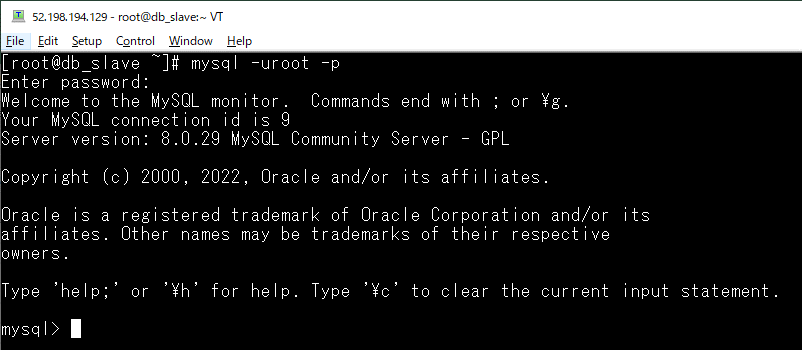 52.198.194.129 - root@db_slave:~ VT
File Edit Setup Control Window Help
[root@db_slave ~]# mysql -uroot -p
Enter password:
Welcome to the MySQL monitor.  Commands end with ; or ¥g.
Your MySQL connection id is 9
Server version: 8.0.29 MySQL Community Server - GPL
Copyright (c) 2000, 2022, Oracle and/or its affiliates.
Oracle is a registered trademark of Oracle Corporation and/or its
affiliates. Other names may be trademarks of their respective
owners.
Type 'help;' or '¥h' for help. Type '¥c' to clear the current input statement.
mysql>